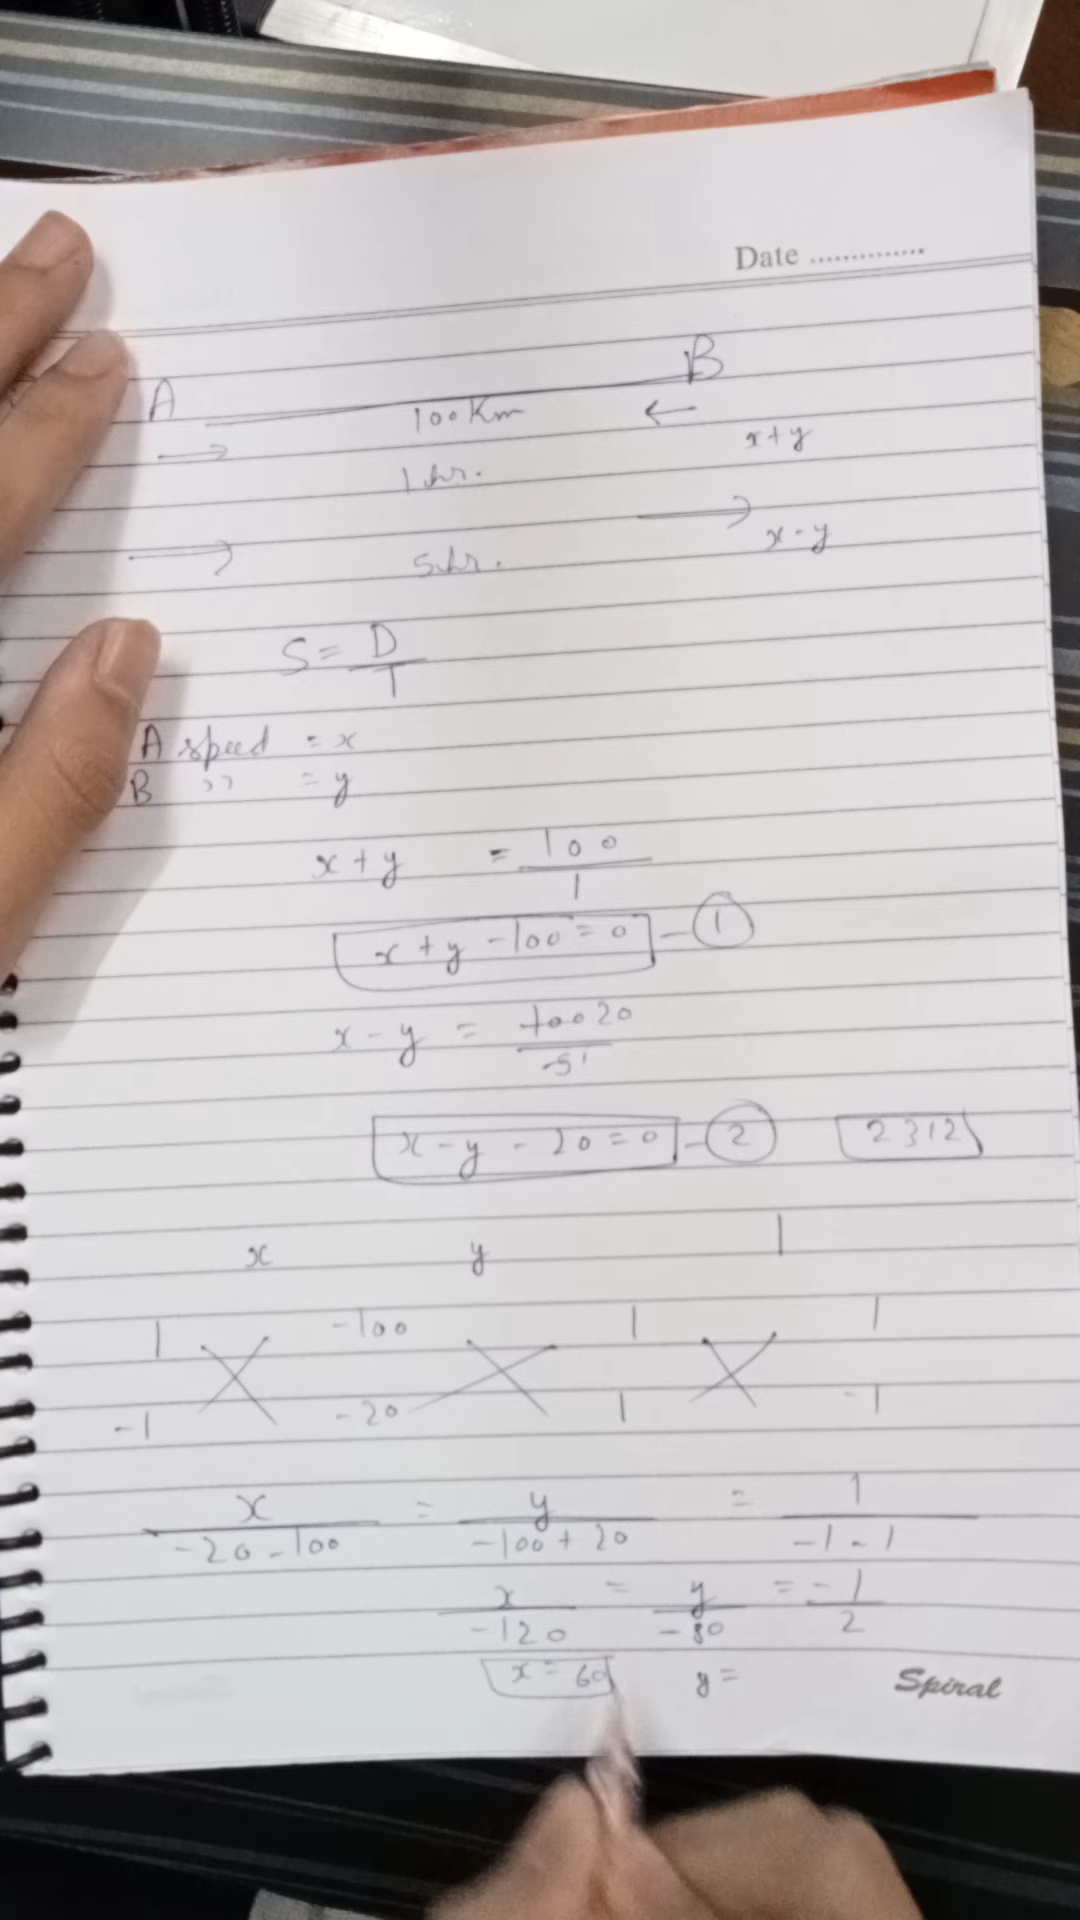 Date ..............
A B
100 Km
← x+y
→ 1 hr.
→ x-y
→ 5 hr.
S = D/T
A speed = x
B " = y
x + y = 100/1
x + y - 100 = 0 - 1
x - y = 100 20/5 1
x - y - 20 = 0 - 2 2312
x y 1
1 -100 1 1
-1 -20 1 -1
x/-20-100 = y/-100+20 = 1/-1-1
x/-120 = y/-80 = -1/2
x = 60 y =
Spiral